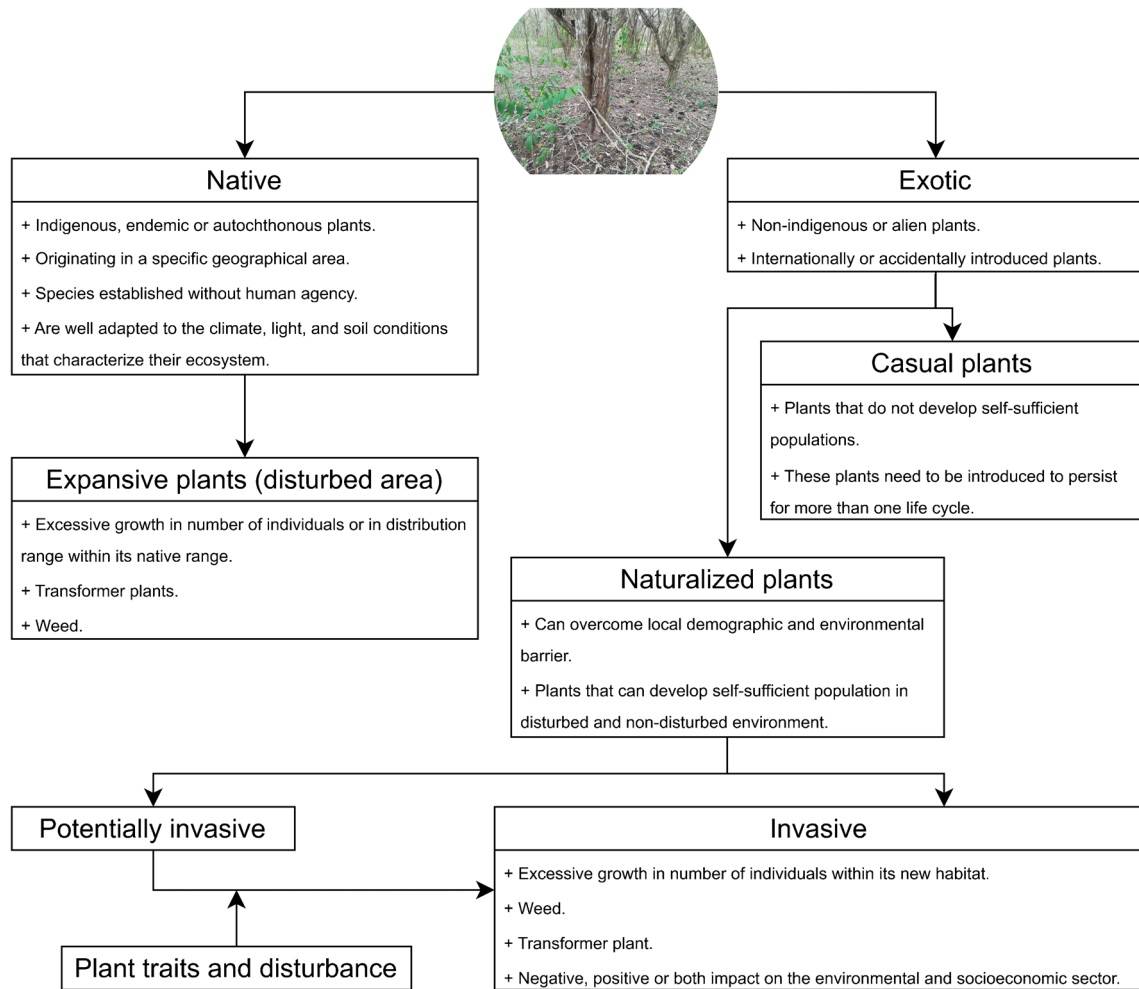 Native
+ Indigenous, endemic or autochthonous plants.
+ Originating in a specific geographical area.
+ Species established without human agency.
+ Are well adapted to the climate, light, and soil conditions
that characterize their ecosystem.
Exotic
+ Non-indigenous or alien plants.
+ Internationally or accidentally introduced plants.
Casual plants
+ Plants that do not develop self-sufficient
populations.
+ These plants need to be introduced to persist
for more than one life cycle.
Expansive plants (disturbed area)
+ Excessive growth in number of individuals or in distribution
range within its native range.
+ Transformer plants.
+ Weed.
Naturalized plants
+ Can overcome local demographic and environmental
barrier.
+ Plants that can develop self-sufficient population in
disturbed and non-disturbed environment.
Potentially invasive
Plant traits and disturbance
Invasive
+ Excessive growth in number of individuals within its new habitat.
+ Weed.
+ Transformer plant.
+ Negative, positive or both impact on the environmental and socioeconomic sector.